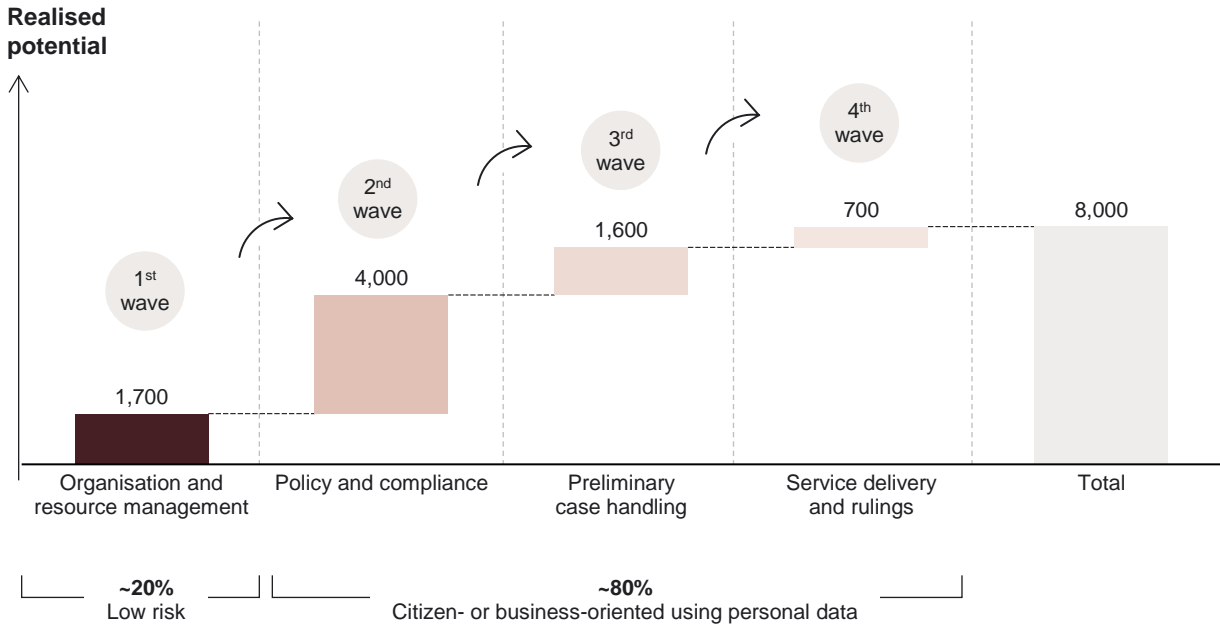 Realised
potential
1st
wave
2nd
wave
3rd
wave
4th
wave
1,700
4,000
1,600
700
8,000
Organisation and
resource management
Policy and compliance
Preliminary
case handling
Service delivery
and rulings
Total
~20%
Low risk
~80%
Citizen- or business-oriented using personal data